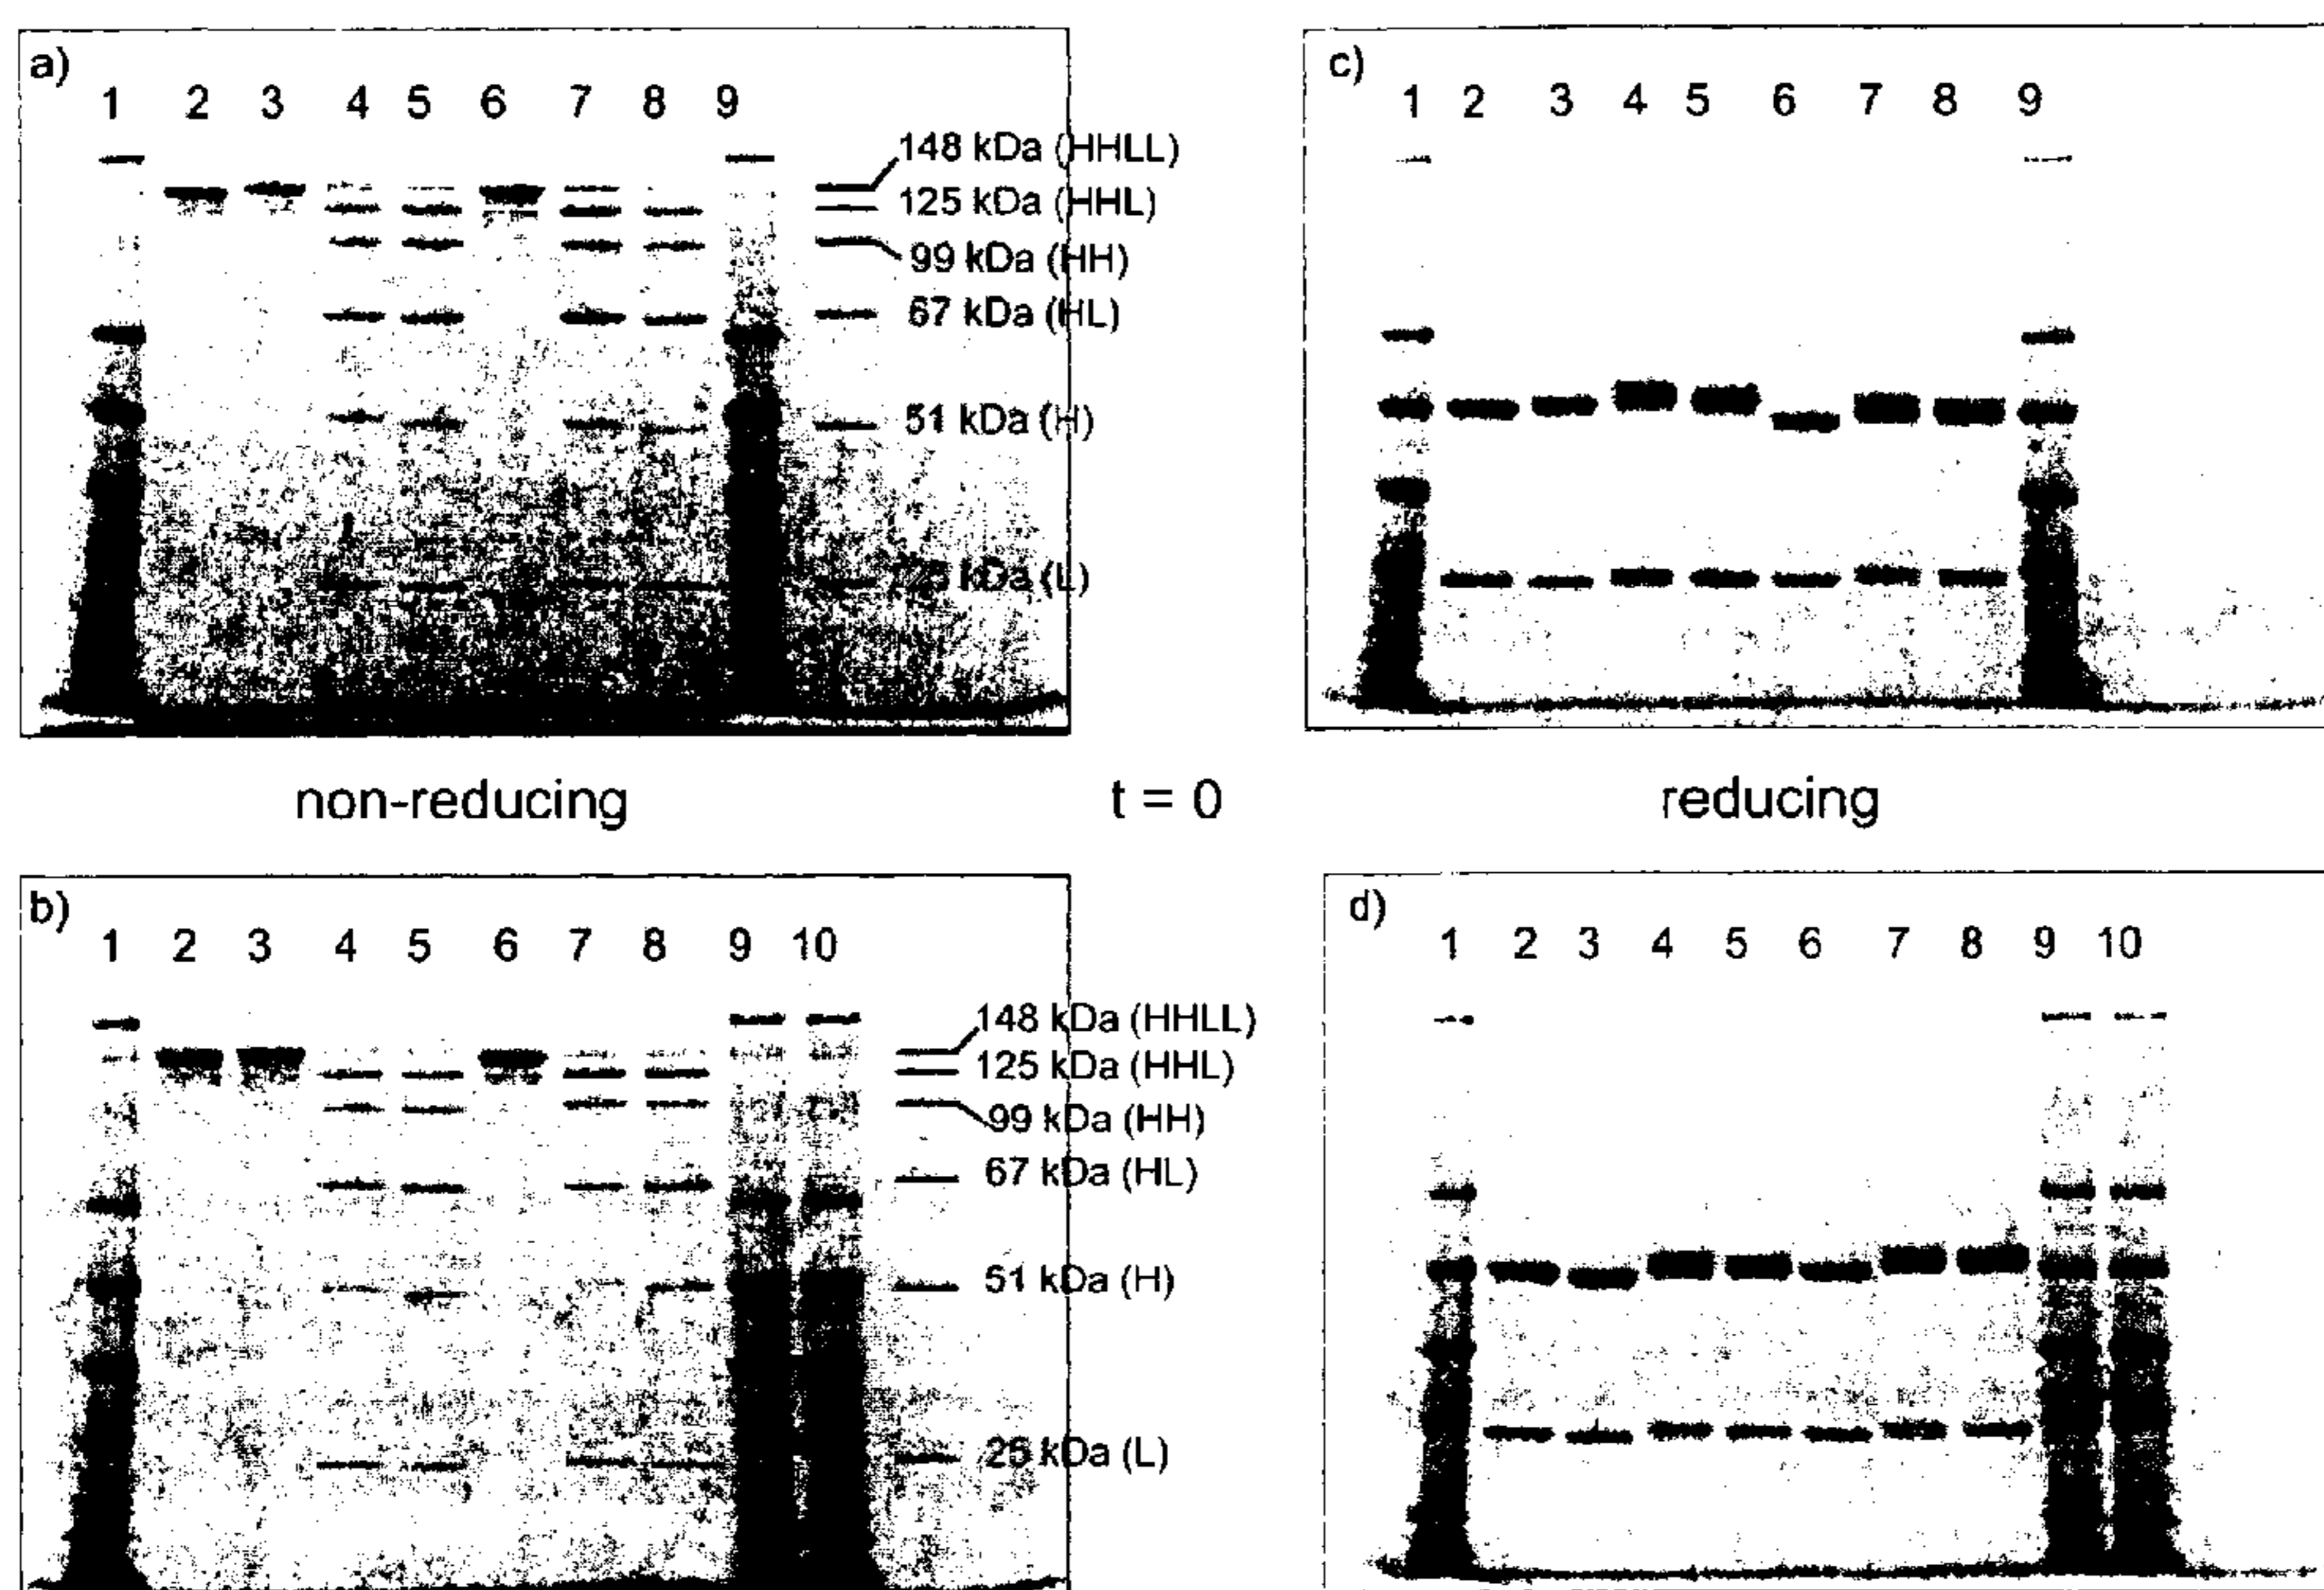 a)
1 2 3 4 5 6 7 8 9
148 kDa (HHLL)
125 kDa (HHL)
99 kDa (HH)
67 kDa (HL)
51 kDa (H)
kDa (L)
c)
1 2 3 4 5 6 7 8 9
non-reducing
t = 0
reducing
b)
1 2 3 4 5 6 7 8 9 10
148 kDa (HHLL)
125 kDa (HHL)
99 kDa (HH)
67 kDa (HL)
51 kDa (H)
25 kDa (L)
d)
1 2 3 4 5 6 7 8 9 10